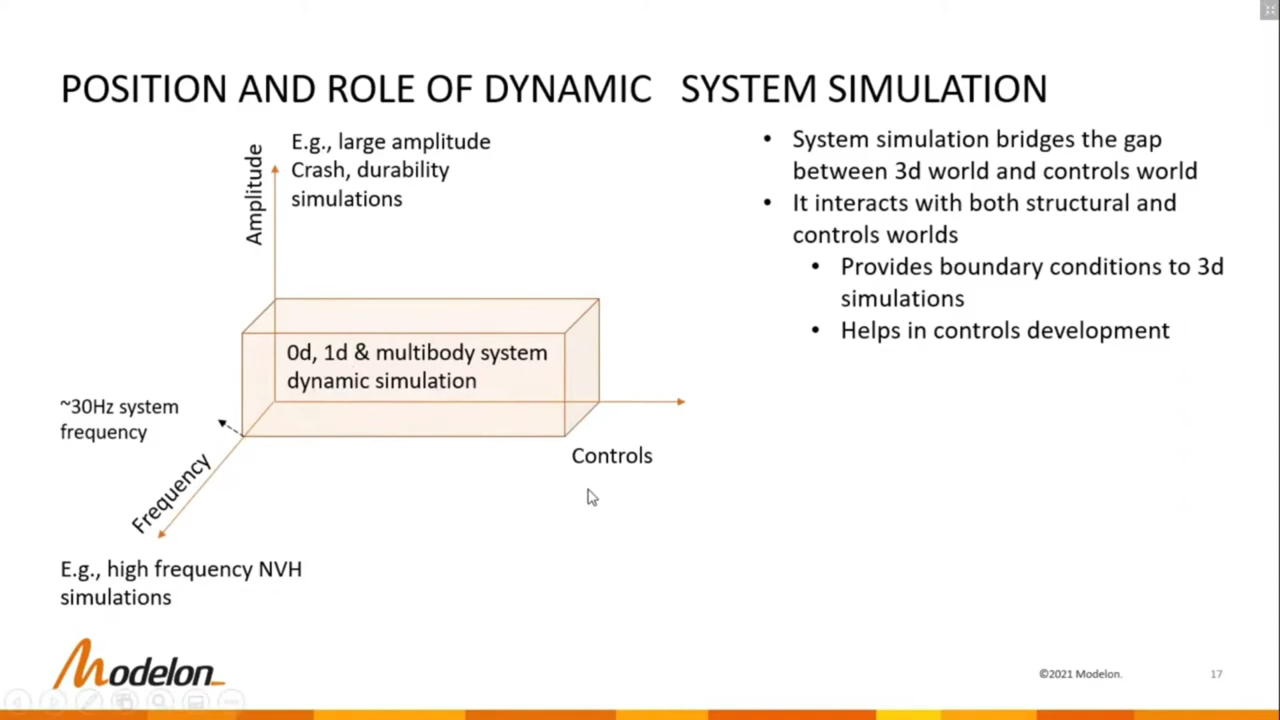 POSITION AND ROLE OF DYNAMIC SYSTEM SIMULATION
Amplitude
E.g., large amplitude
Crash, durability
simulations
0d, 1d & multibody system
dynamic simulation
~30Hz system
frequency
Frequency
Controls
E.g., high frequency NVH
simulations
• System simulation bridges the gap
between 3d world and controls world
• It interacts with both structural and
controls worlds
• Provides boundary conditions to 3d
simulations
• Helps in controls development
Modelon
©2021 Modelon.
17